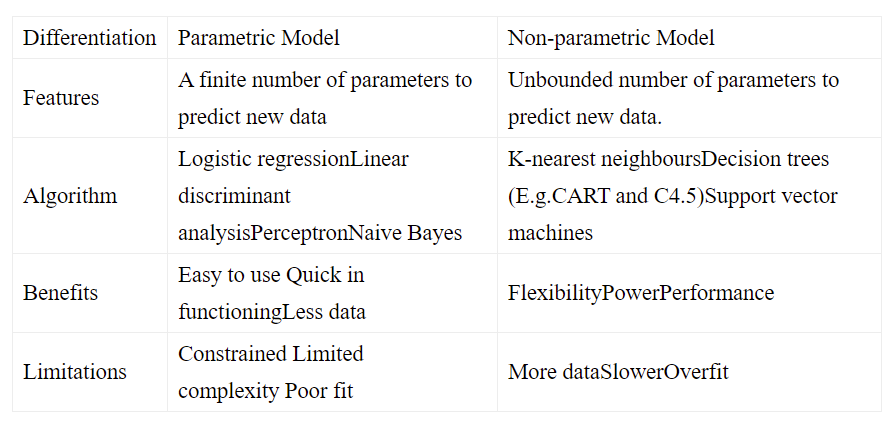 Differentiation Parametric Model Non-parametric Model
Features
A finite number of parameters to
predict new data
Unbounded number of parameters to
predict new data.
Algorithm
Logistic regressionLinear
discriminant
analysisPerceptronNaive Bayes
K-nearest neighboursDecision trees
(E.g.CART and C4.5)Support vector
machines
Benefits
Easy to use Quick in
functioningLess data
FlexibilityPowerPerformance
Limitations
Constrained Limited
complexity Poor fit
More dataSlowerOverfit